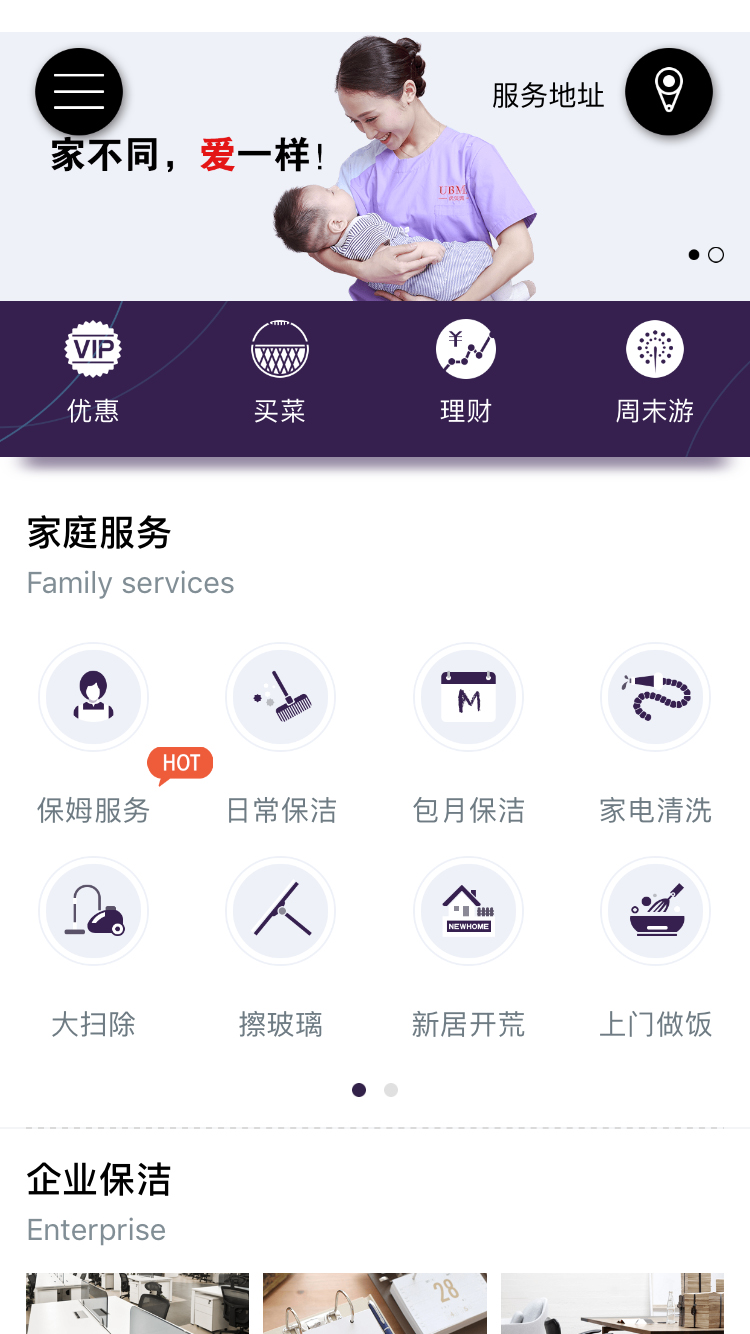 服务地址
家不同，爱一样！
UBM
VIP
¥
优惠
买菜
理财
周末游
家庭服务
Family services
M
HOT
保姆服务
日常保洁
包月保洁
家电清洗
NEWHOME
大扫除
擦玻璃
新居开荒
上门做饭
企业保洁
Enterprise
28